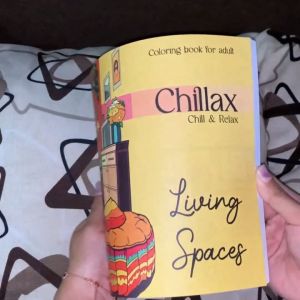 Coloring book for adult
Chillax
Chill & Relax
Living
Spaces